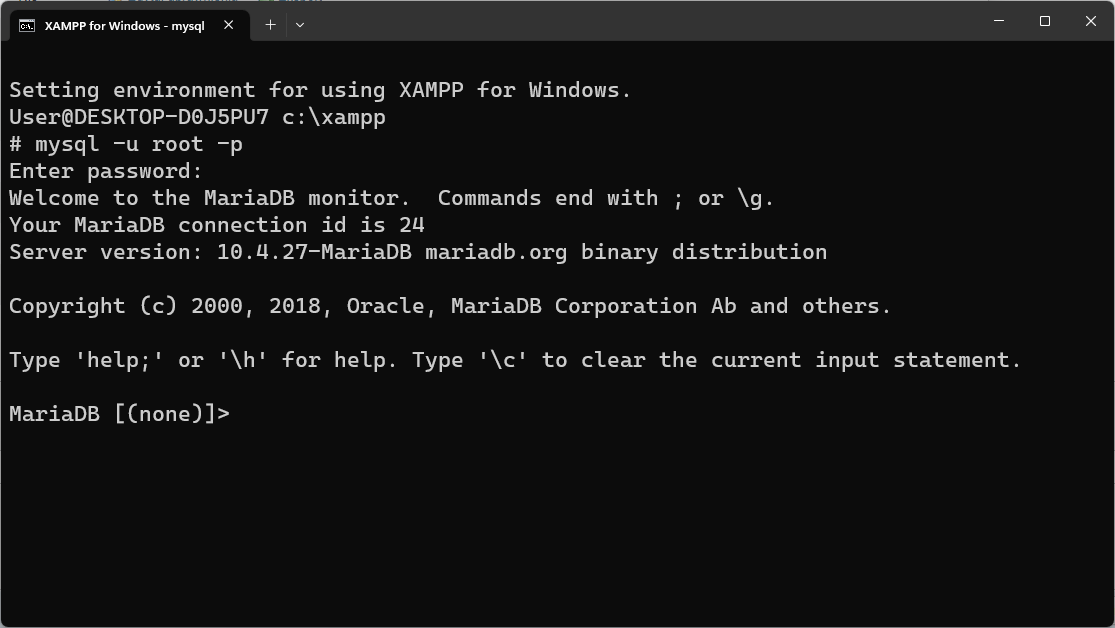 XAMPP for Windows - mysql
Setting environment for using XAMPP for Windows.
User@DESKTOP-D0J5PU7 c:\xampp
# mysql -u root -p
Enter password:
Welcome to the MariaDB monitor.  Commands end with ; or \g.
Your MariaDB connection id is 24
Server version: 10.4.27-MariaDB mariadb.org binary distribution
Copyright (c) 2000, 2018, Oracle, MariaDB Corporation Ab and others.
Type 'help;' or '\h' for help. Type '\c' to clear the current input statement.
MariaDB [(none)]>